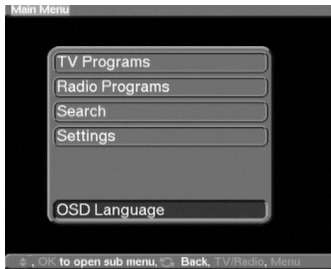 Main Menu
TV Programs
Radio Programs
Search
Settings
OSD Language
, OK to open sub menu, Back, TV/Radio, Menu